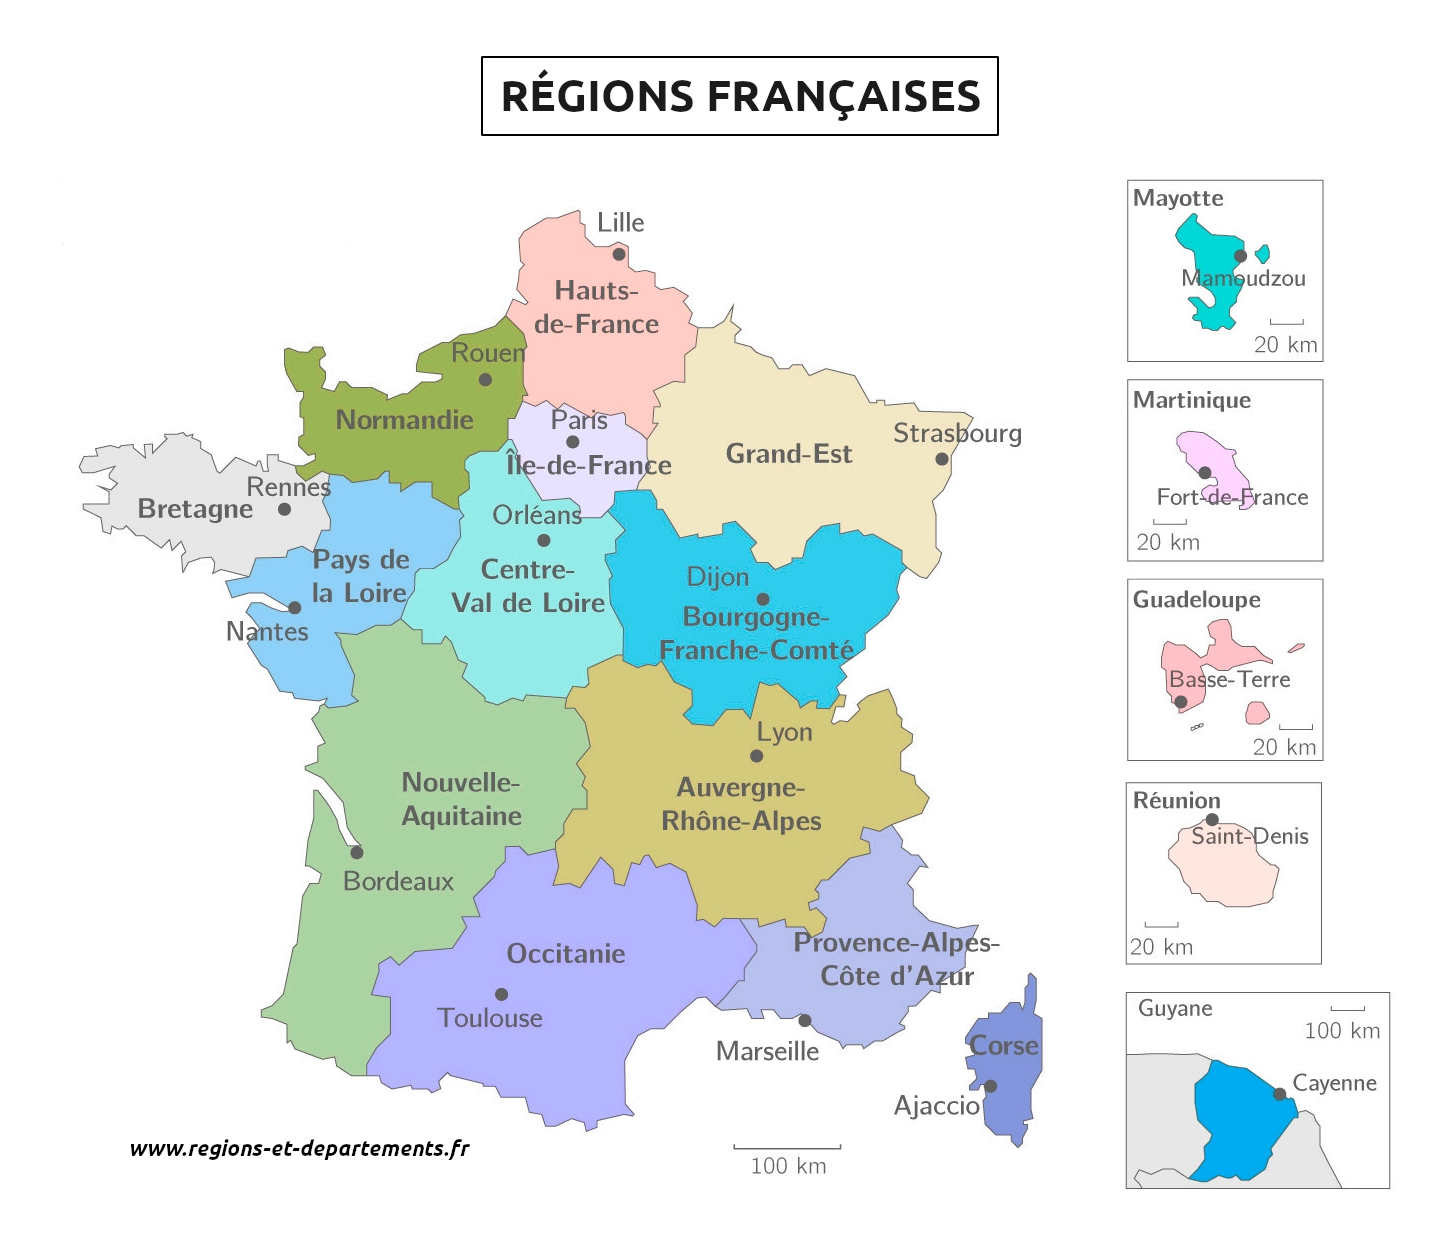 RÉGIONS FRANÇAISES
Lille
Hauts-
de-France
Rouen
Normandie
Paris
Île-de-France
Grand-Est
Strasbourg
Rennes
Bretagne
Orléans
Pays de
la Loire
Centre-
Val de Loire
Nantes
Dijon
Bourgogne-
Franche-Comté
Lyon
Auvergne-
Rhône-Alpes
Nouvelle-
Aquitaine
Bordeaux
Occitanie
Toulouse
Provence-Alpes-
Côte d'Azur
Marseille
Corse
Ajaccio
100 km
www.regions-et-departements.fr
Mayotte
Mamoudzou
20 km
Martinique
Fort-de-France
20 km
Guadeloupe
Basse-Terre
20 km
Réunion
Saint-Denis
20 km
Guyane
100 km
Cayenne